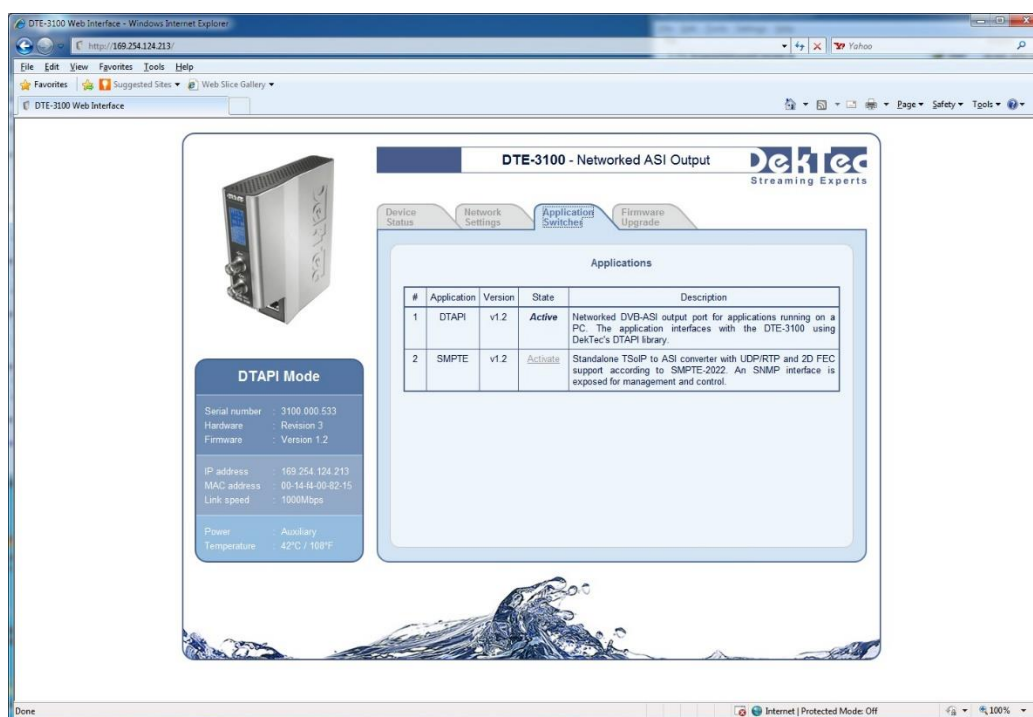 DTE-3100 Web Interface - Windows Internet Explorer
http://169.254.124.213/
Yahoo
File Edit View Favorites Tools Help
Favorites Suggested Sites Web Slice Gallery
DTE-3100 Web Interface
Page Safety Tools
DTE-3100 - Networked ASI Output
DekTec
Streaming Experts
Device Status
Network Settings
Application Switches
Firmware Upgrade
Applications
# Application Version State Description
1 DTAPI v1.2 Active Networked DVB-ASI output port for applications running on a
PC. The application interfaces with the DTE-3100 using
DekTec's DTAPI library.
2 SMPTE v1.2 Activate Standalone TSoIP to ASI converter with UDP/RTP and 2D FEC
support according to SMPTE-2022. An SNMP interface is
exposed for management and control.
DTAPI Mode
Serial number : 3100.000.533
Hardware : Revision 3
Firmware : Version 1.2
IP address : 169.254.124.213
MAC address : 00-14-f4-00-82-15
Link speed : 1000Mbps
Power : Auxiliary
Temperature : 42°C / 108°F
DekTec
Done
Internet | Protected Mode: Off
100%